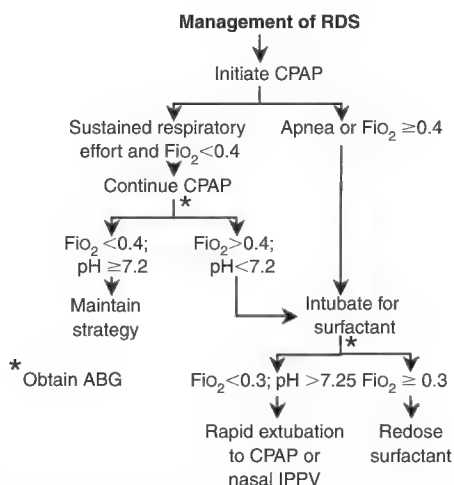 Management of RDS
Initiate CPAP
Sustained respiratory
effort and Fio₂<0.4
Apnea or Fio₂ ≥0.4
Continue CPAP
*
Fio₂ <0.4;
pH ≥7.2
Fio₂>0.4;
pH<7.2
Maintain
strategy
Intubate for
surfactant
*
*Obtain ABG
Fio₂<0.3; pH >7.25 Fio₂ ≥ 0.3
Rapid extubation
to CPAP or
nasal IPPV
Redose
surfactant